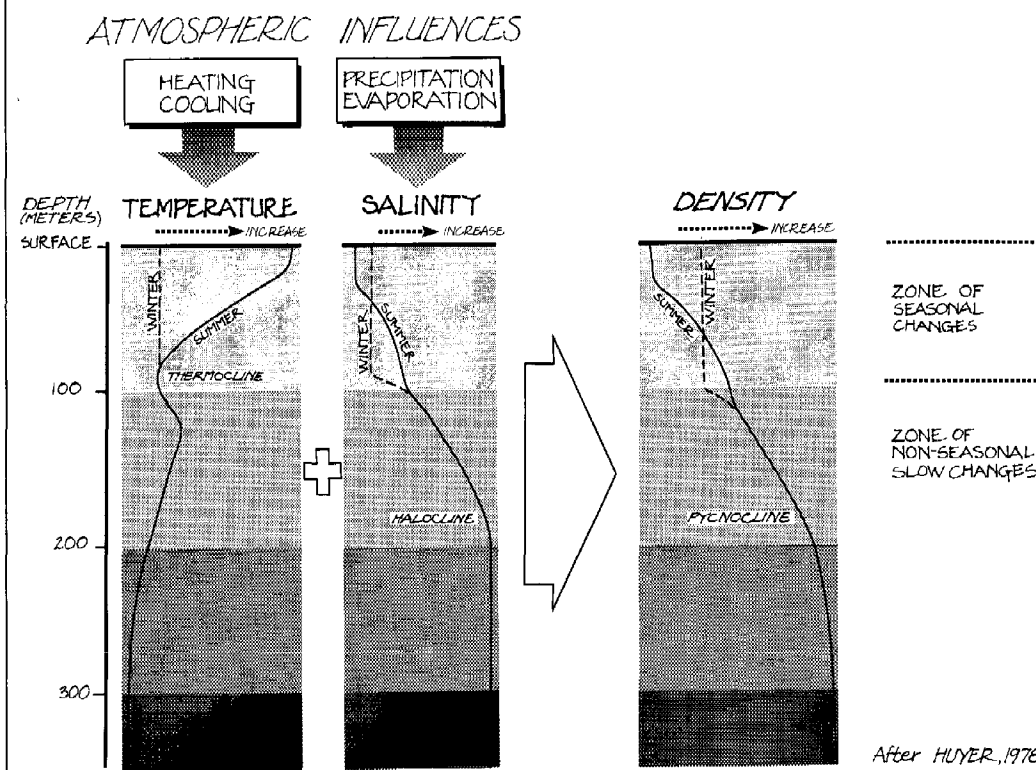 ATMOSPHERIC INFLUENCES
HEATING
COOLING
PRECIPITATION
EVAPORATION
DEPTH
(METERS)
TEMPERATURE
SALINITY
DENSITY
INCREASE
INCREASE
INCREASE
SURFACE
WINTER
SUMMER
THERMOCLINE
WINTER
SUMMER
HALOCLINE
SUMMER
WINTER
PYCNOCLINE
100
200
300
ZONE OF
SEASONAL
CHANGES
ZONE OF
NON-SEASONAL
SLOW CHANGES
After HUYER, 1978